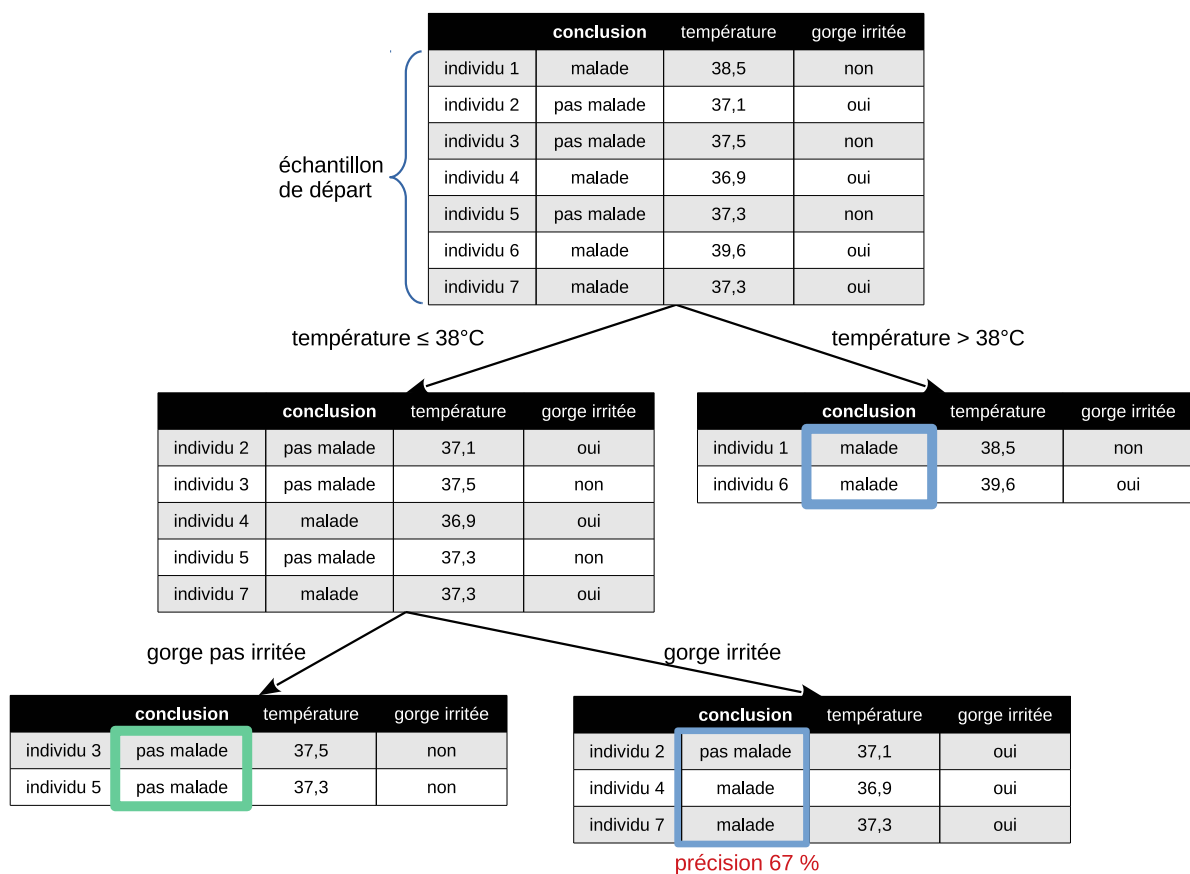 conclusion température gorge irritée
individu 1 malade 38,5 non
individu 2 pas malade 37,1 oui
individu 3 pas malade 37,5 non
individu 4 malade 36,9 oui
individu 5 pas malade 37,3 non
individu 6 malade 39,6 oui
individu 7 malade 37,3 oui
échantillon
de départ
température ≤ 38°C
température > 38°C
conclusion température gorge irritée
individu 2 pas malade 37,1 oui
individu 3 pas malade 37,5 non
individu 4 malade 36,9 oui
individu 5 pas malade 37,3 non
individu 7 malade 37,3 oui
conclusion température gorge irritée
individu 1 malade 38,5 non
individu 6 malade 39,6 oui
gorge pas irritée
gorge irritée
conclusion température gorge irritée
individu 3 pas malade 37,5 non
individu 5 pas malade 37,3 non
conclusion température gorge irritée
individu 2 pas malade 37,1 oui
individu 4 malade 36,9 oui
individu 7 malade 37,3 oui
précision 67 %